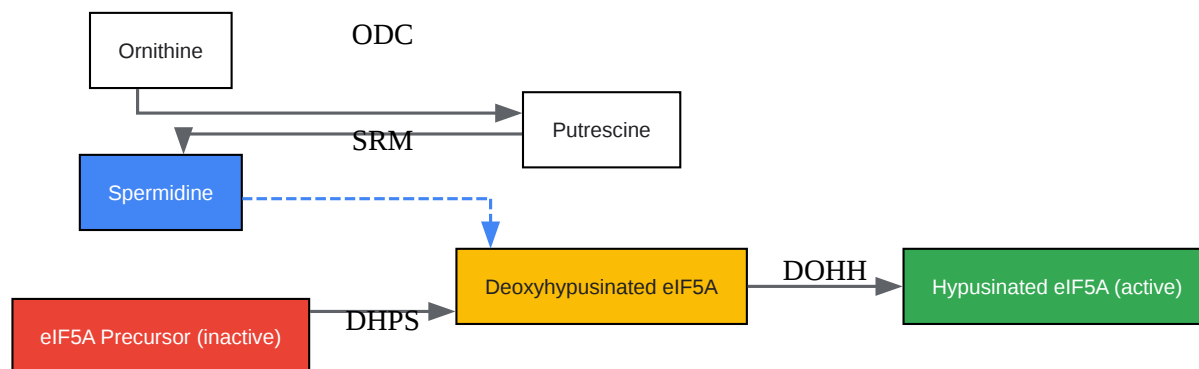 Ornithine
ODC
Putrescine
SRM
Spermidine
Deoxyhypusinated eIF5A
DOHH
Hypusinated eIF5A (active)
eIF5A Precursor (inactive)
DHPS